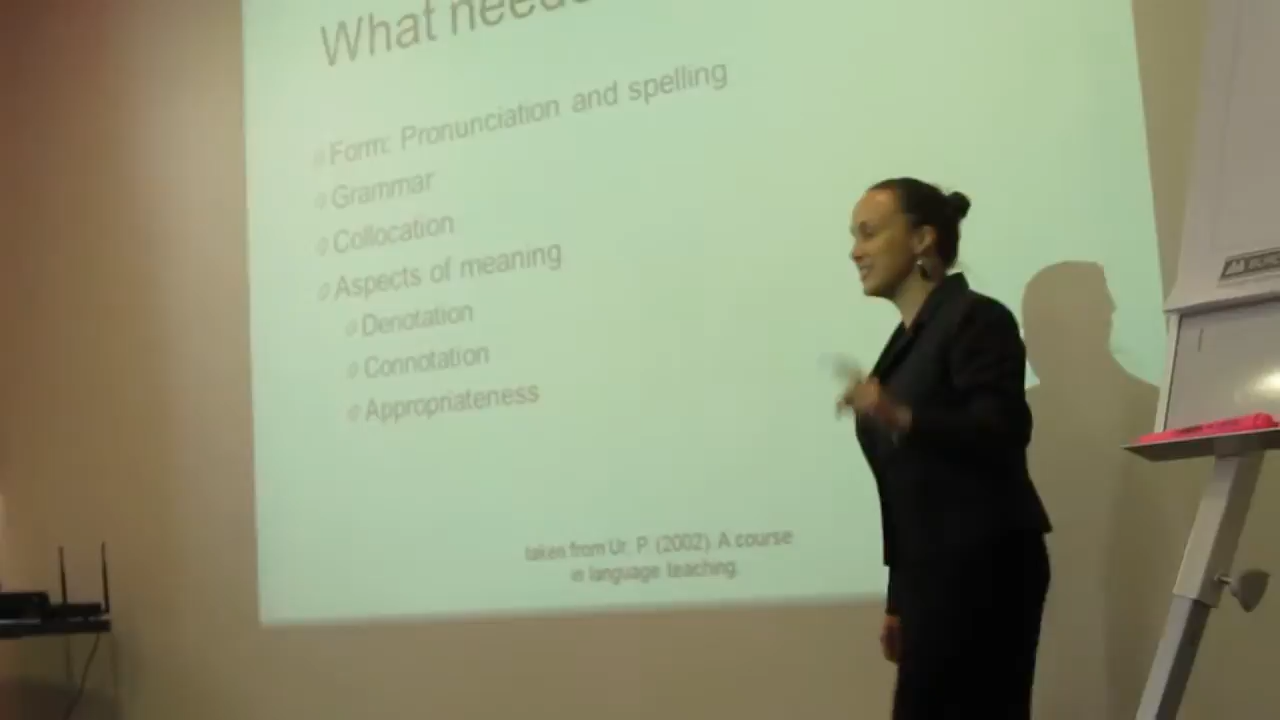 What needs
Form: Pronunciation and spelling
Grammar
Collocation
Aspects of meaning
Denotation
Connotation
Appropriateness
taken from Ur. P. (2002). A course
in language teaching.